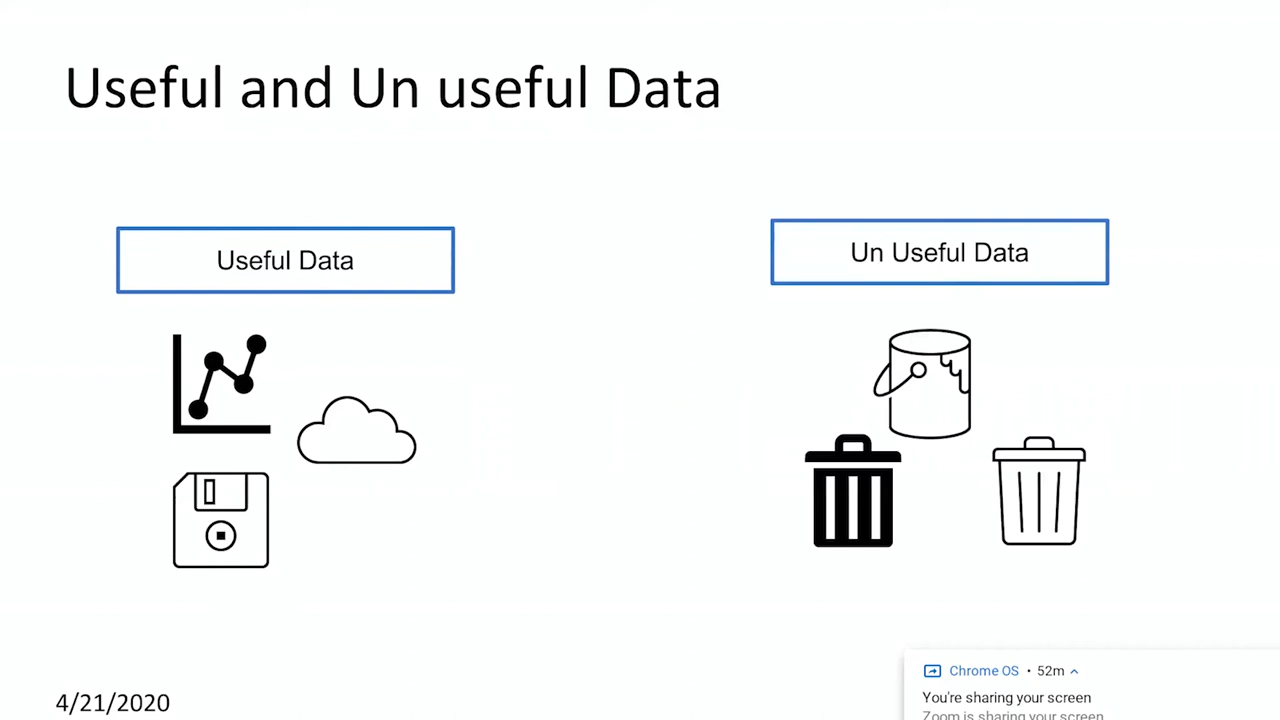 Useful and Un useful Data
Useful Data
Un Useful Data
4/21/2020
Chrome OS • 52m
You're sharing your screen
Zoom is sharing your screen